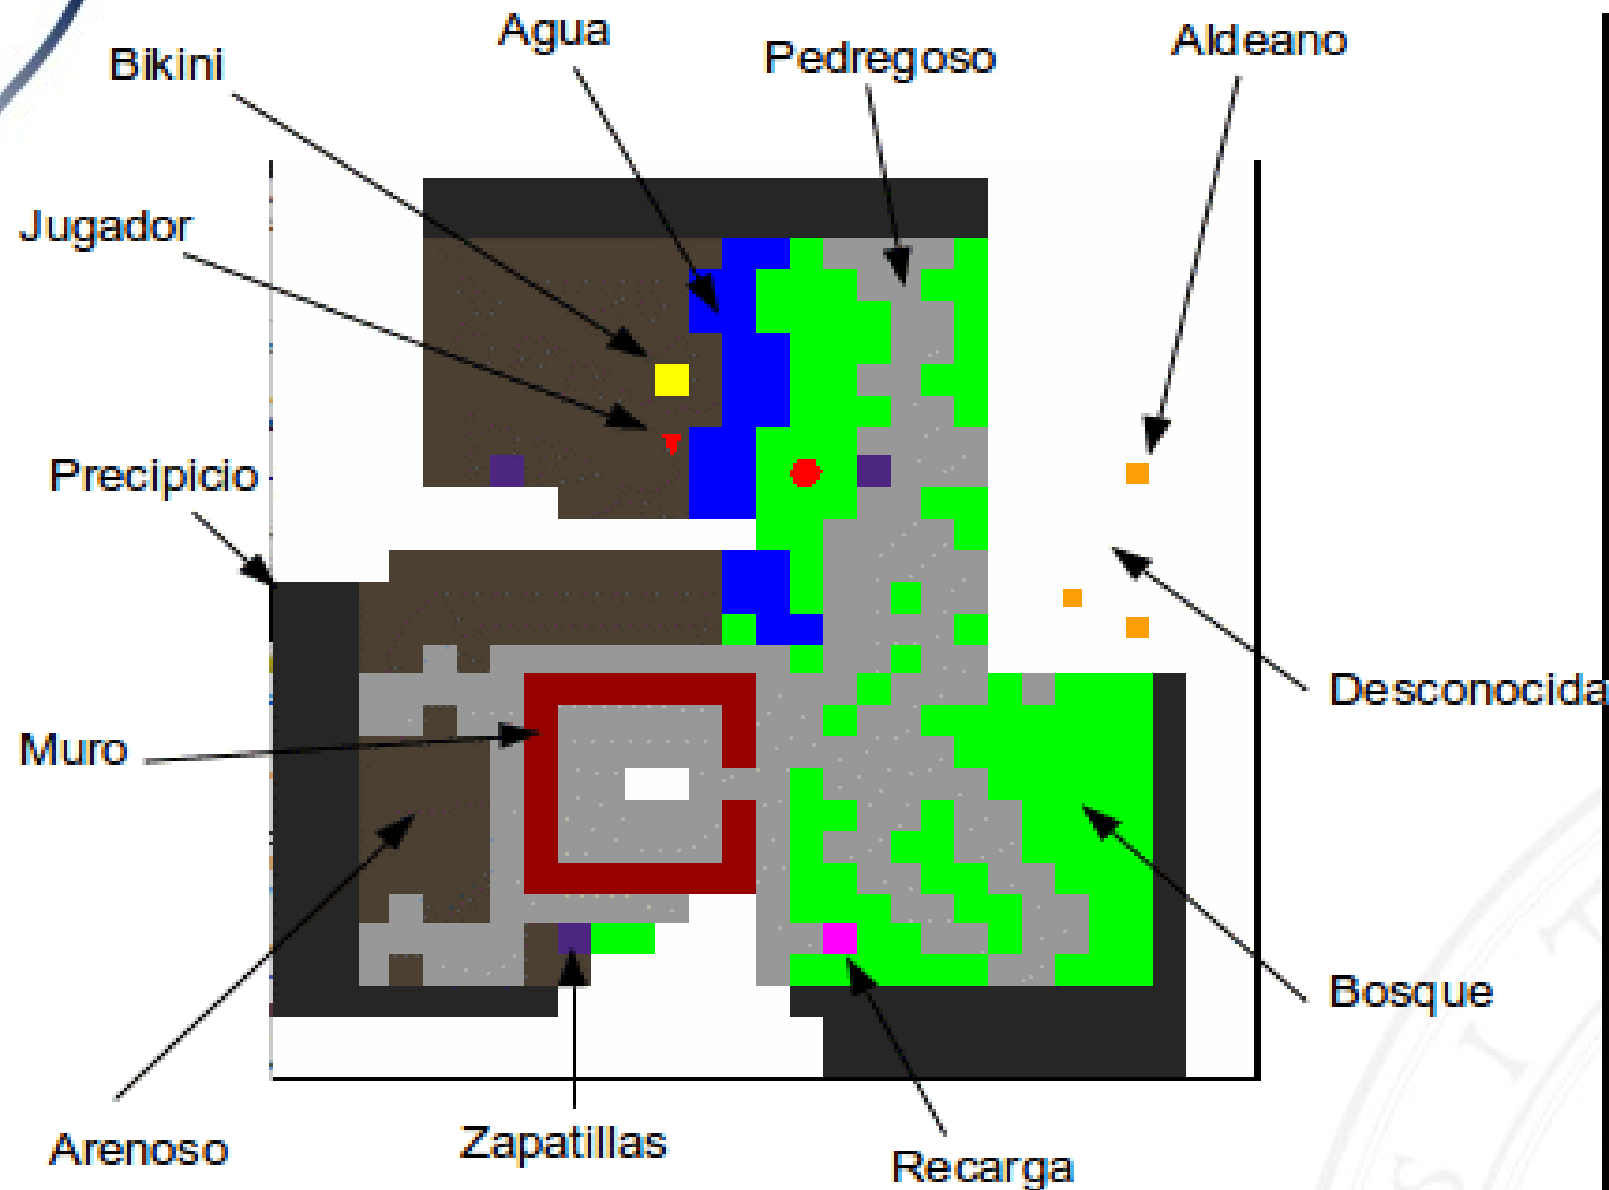 Agua
Aldeano
Pedregoso
Bikini
Jugador
Precipicio
Desconocida
Muro
Bosque
Arenoso
Zapatillas
Recarga
S I T